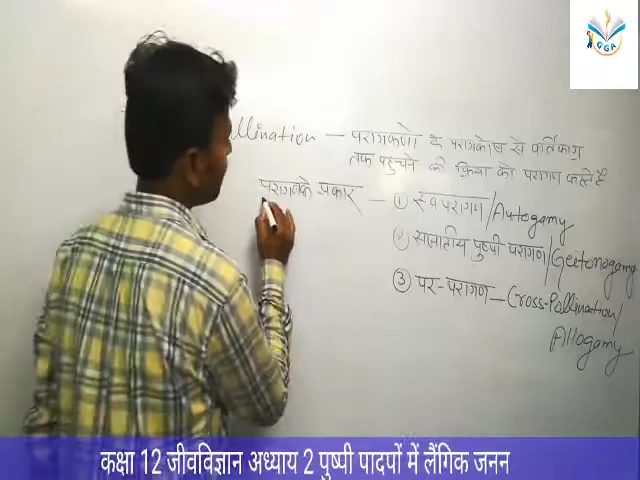 GGA
llination – परागकणों के परागकोष से वर्तिकाग्र
तक पहुंचने की क्रिया को परागण कहते हैं
परागण के प्रकार – ① स्वपरागण/Autogamy
② सजातीय पुष्पी परागण/Geitonogamy
③ पर-परागण – Cross-Pollination/
Allogamy
कक्षा 12 जीवविज्ञान अध्याय 2 पुष्पी पादपों में लैंगिक जनन